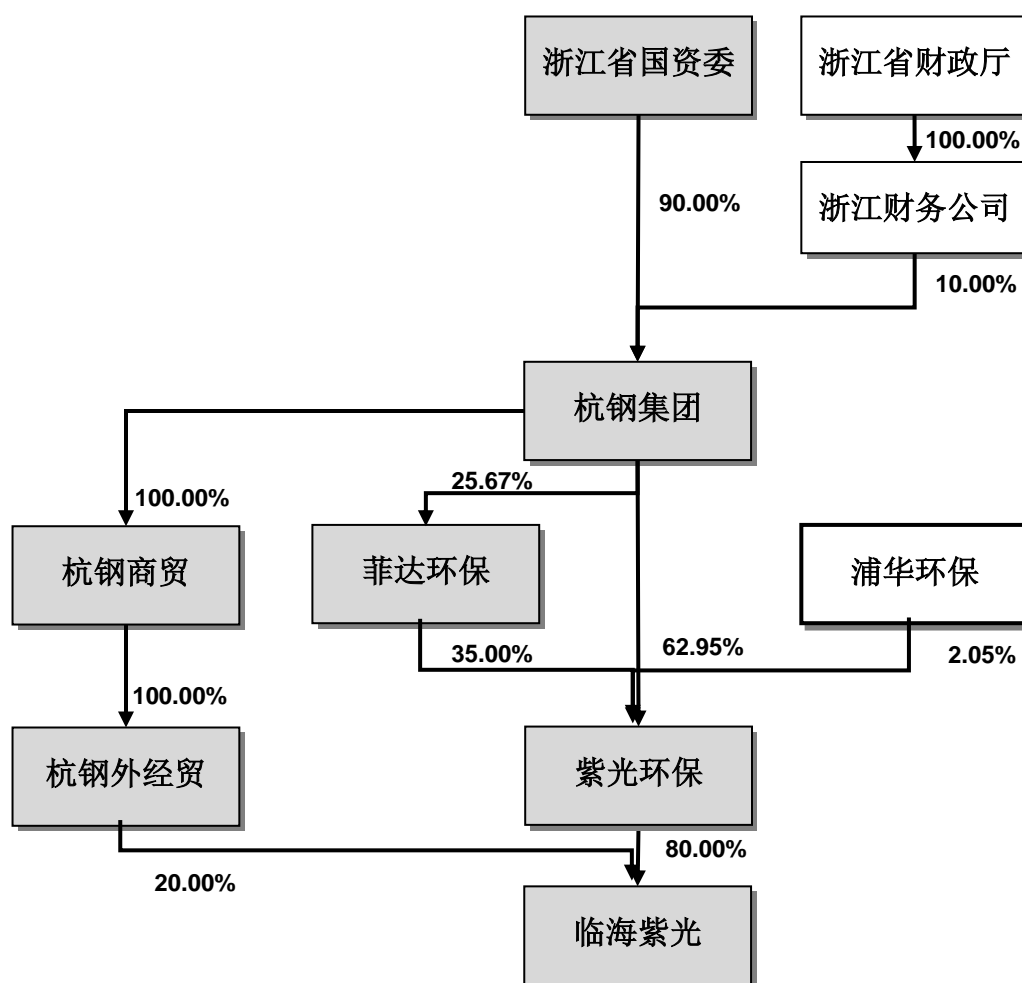 浙江省国资委
浙江省财政厅
100.00%
90.00%
浙江财务公司
10.00%
杭钢集团
25.67%
100.00%
杭钢商贸
菲达环保
浦华环保
35.00%
62.95%
2.05%
100.00%
杭钢外经贸
紫光环保
80.00%
20.00%
临海紫光